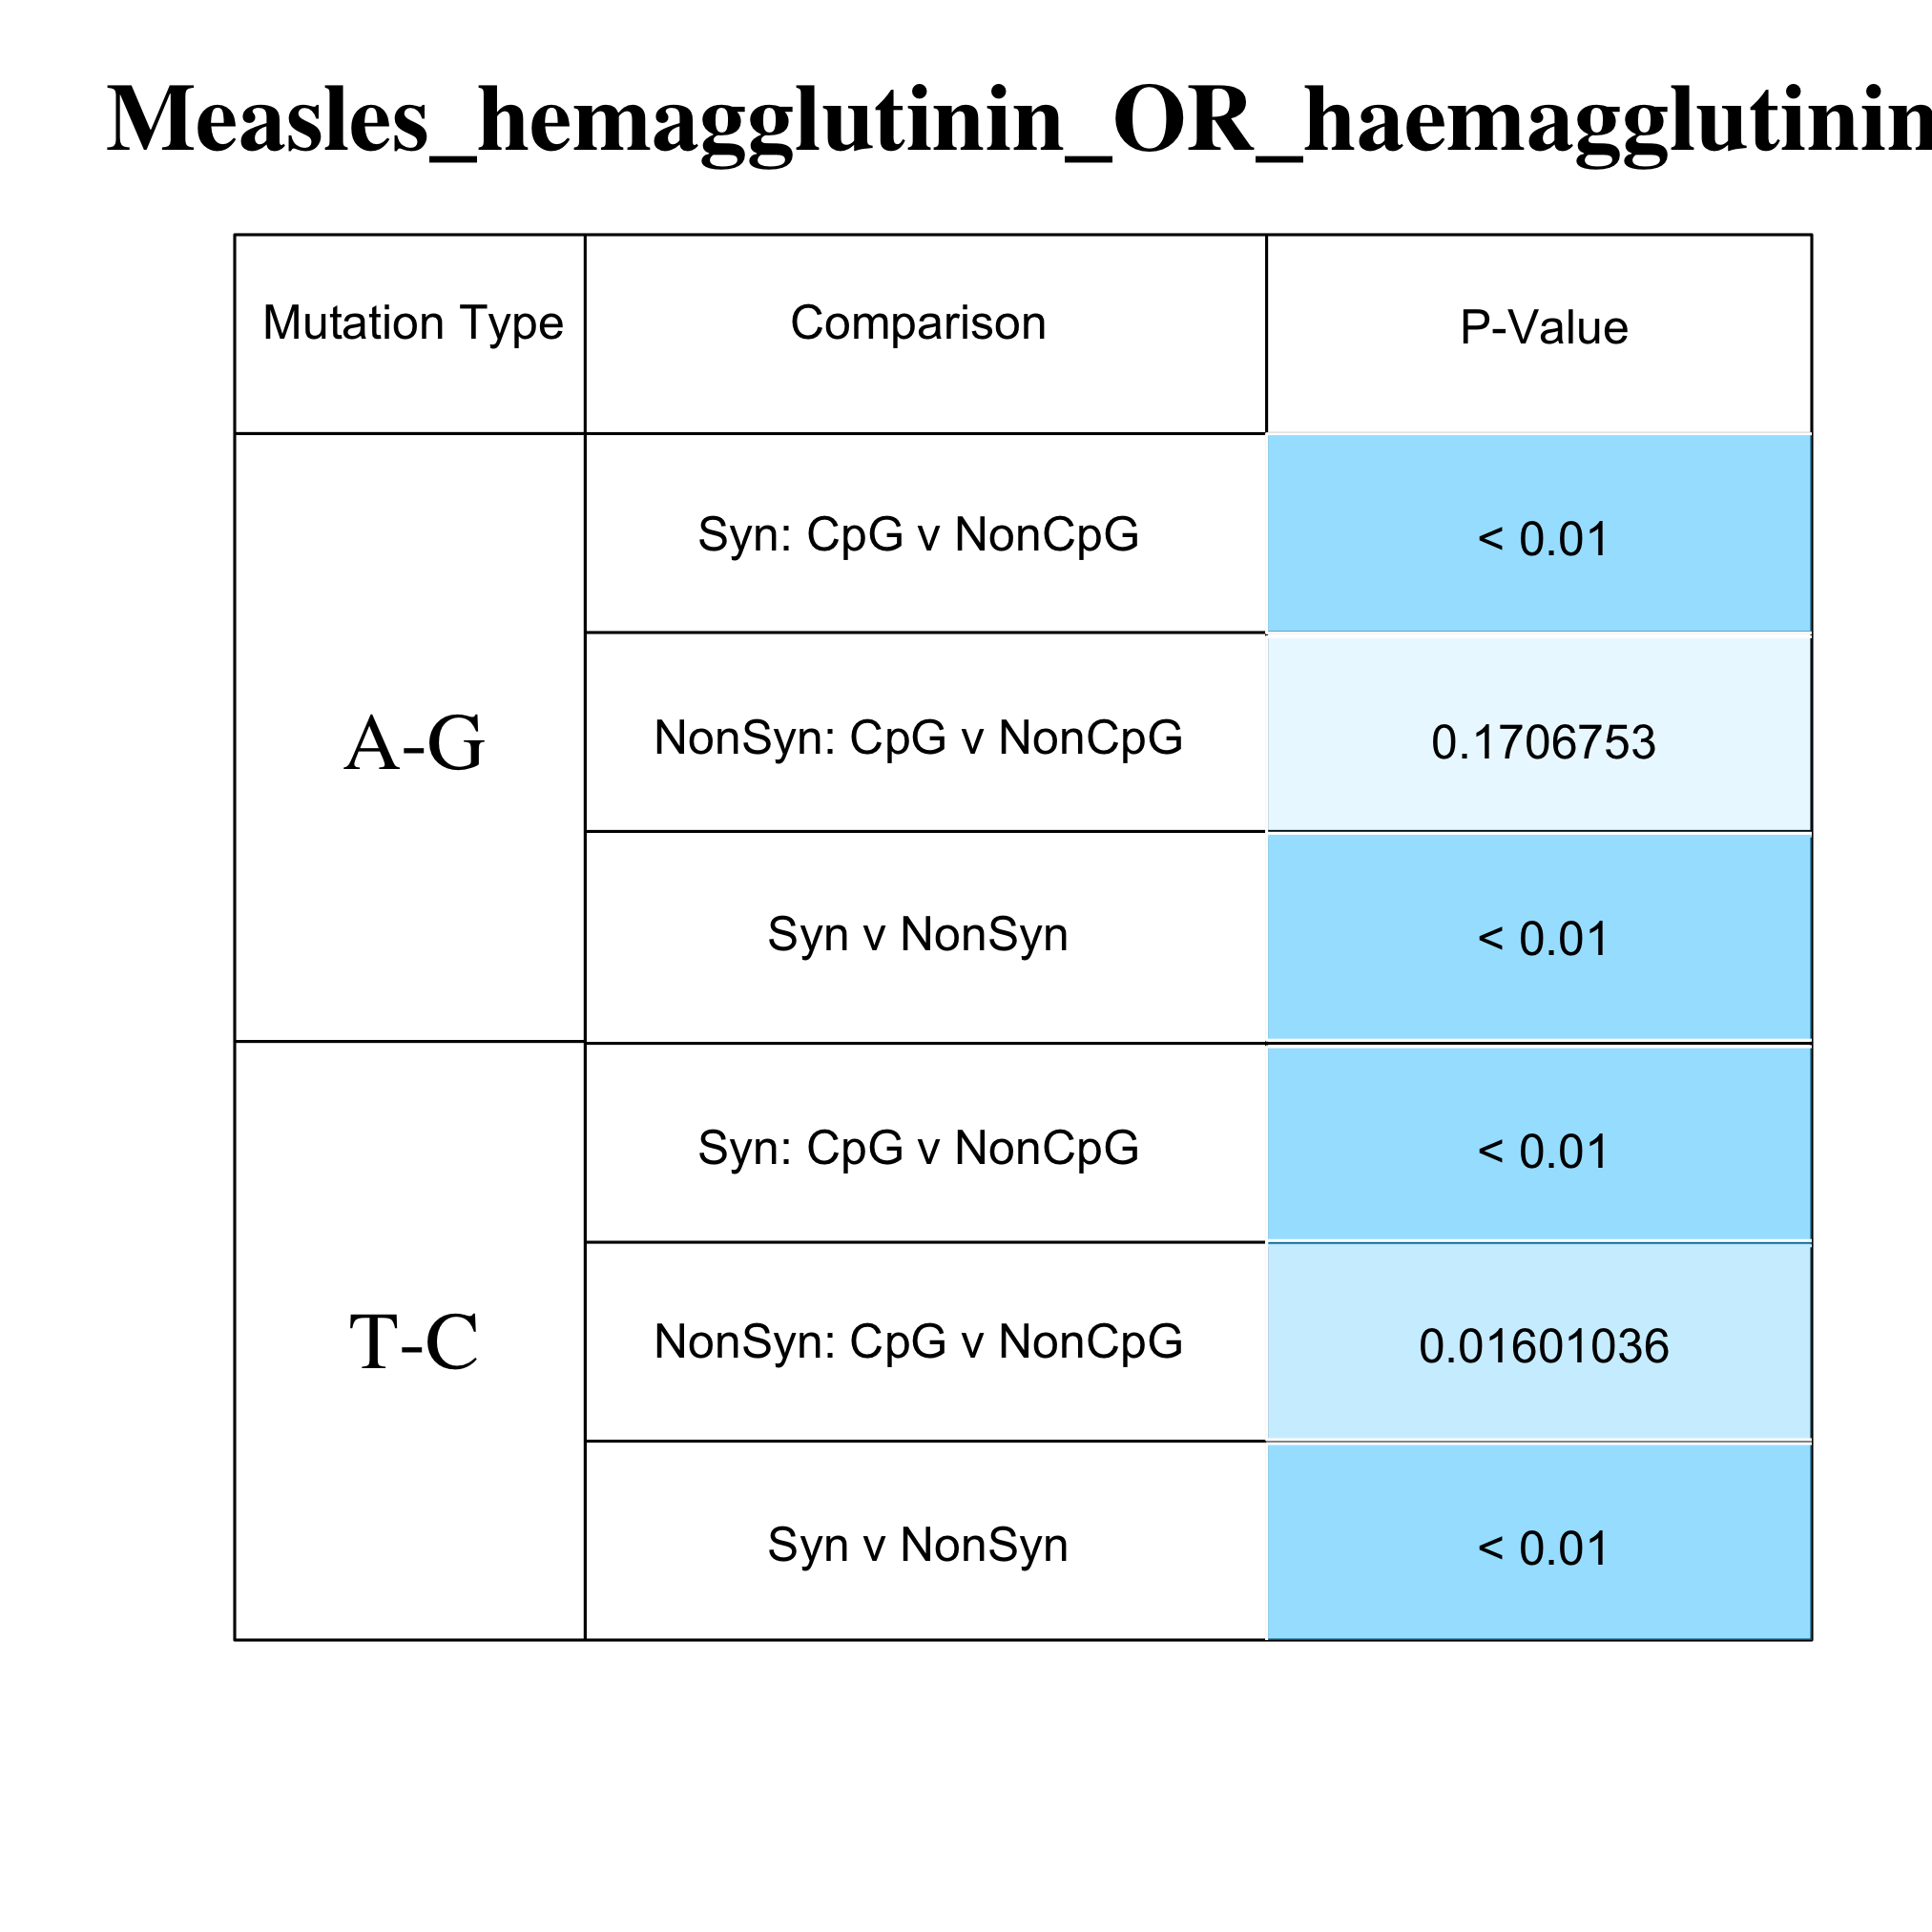 Measles_hemagglutinin_OR_haemagglutinin
Mutation Type Comparison P-Value
A-G
Syn: CpG v NonCpG < 0.01
NonSyn: CpG v NonCpG 0.1706753
Syn v NonSyn < 0.01
T-C
Syn: CpG v NonCpG < 0.01
NonSyn: CpG v NonCpG 0.01601036
Syn v NonSyn < 0.01